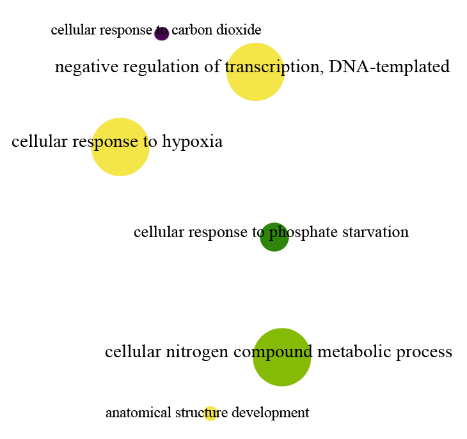 cellular response to carbon dioxide
negative regulation of transcription, DNA-templated
cellular response to hypoxia
cellular response to phosphate starvation
cellular nitrogen compound metabolic process
anatomical structure development